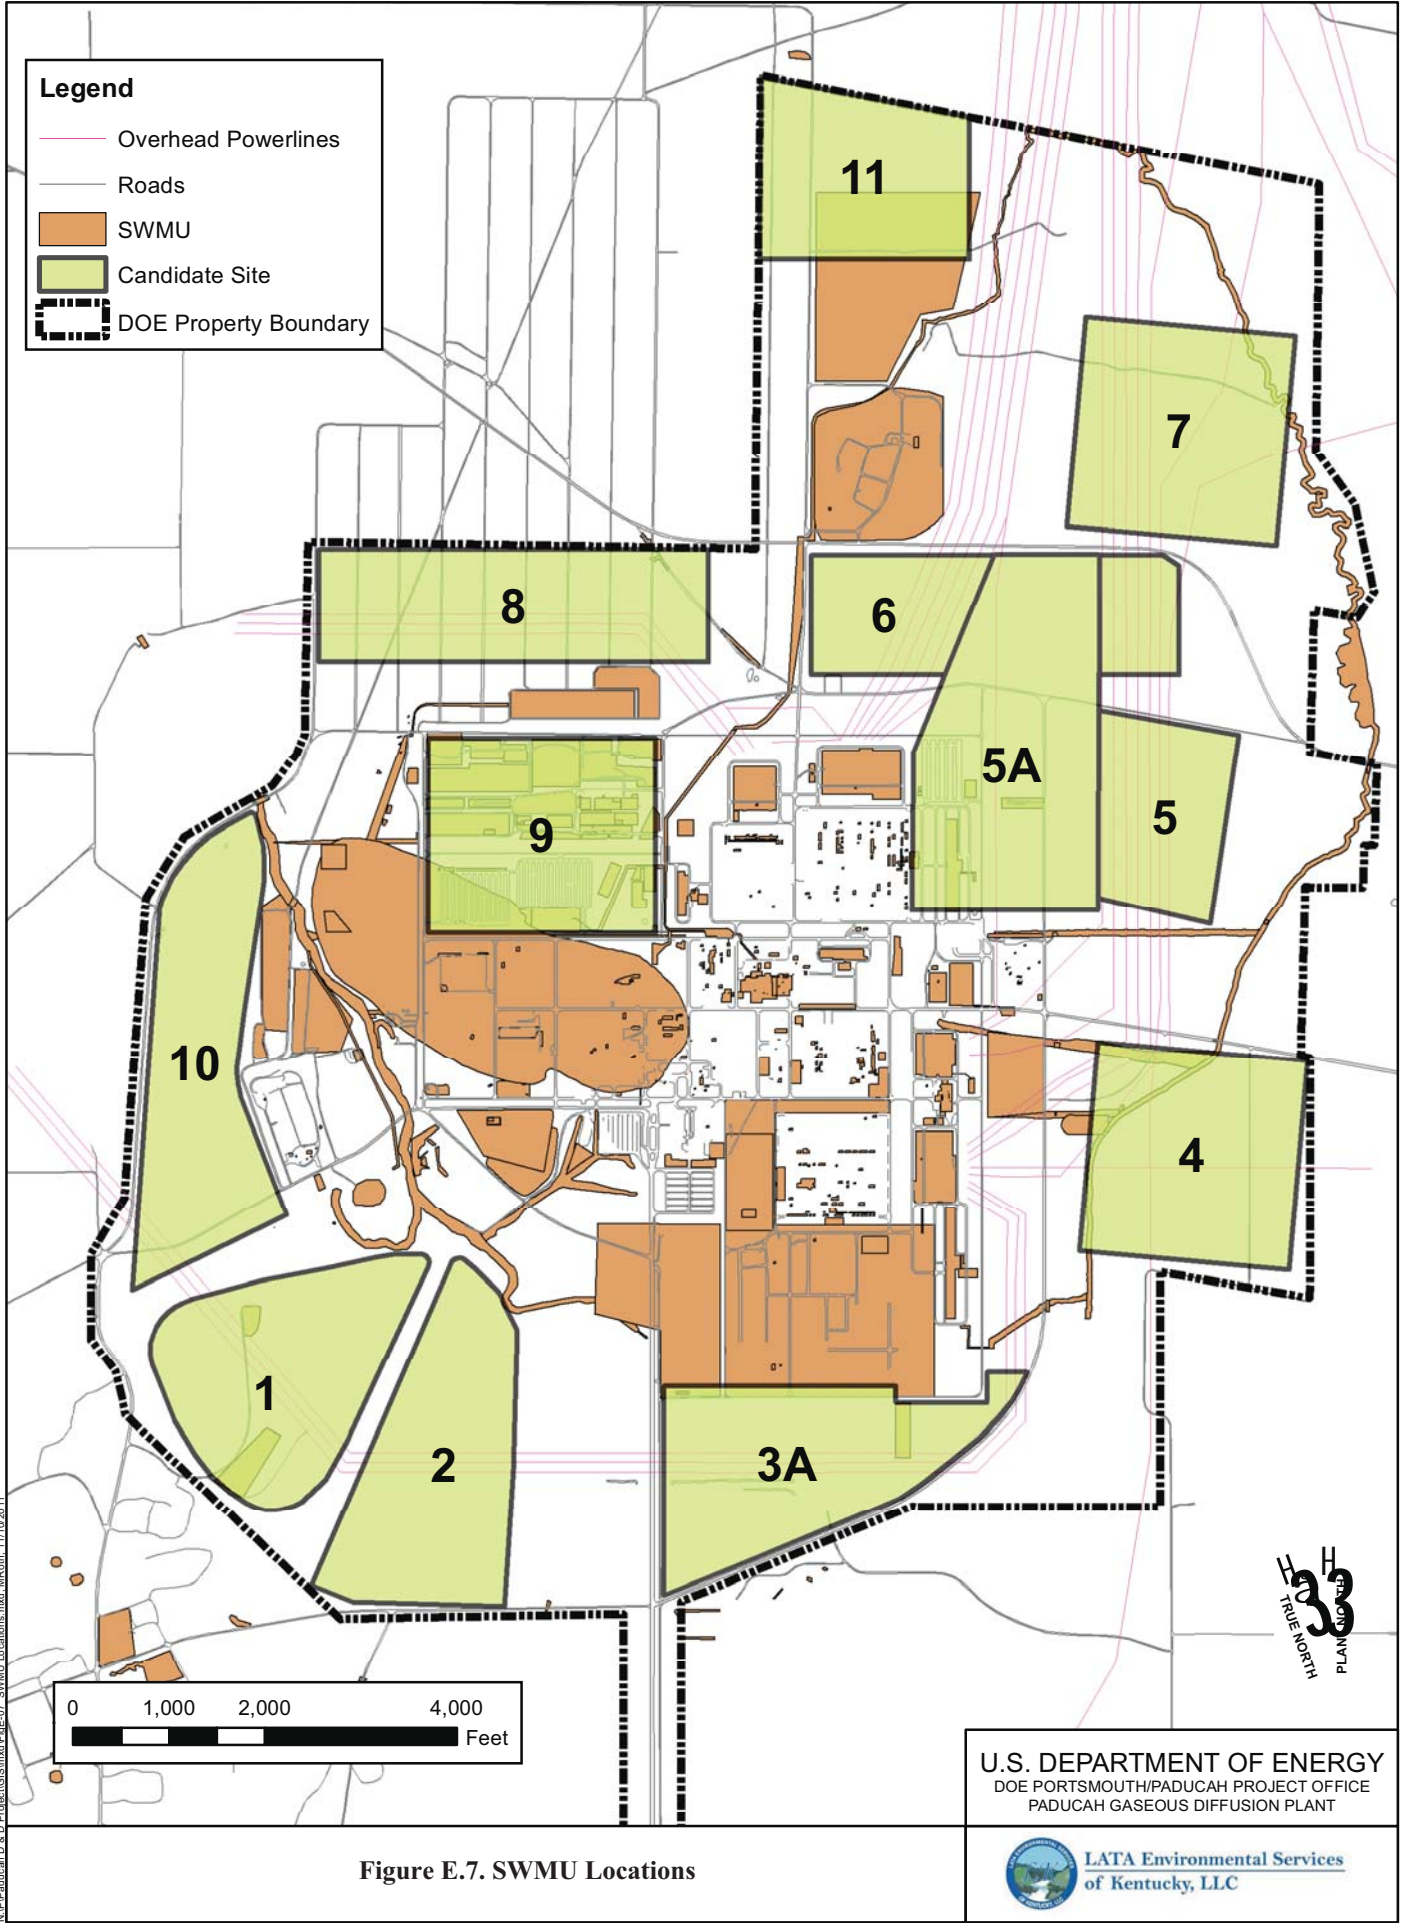 Legend
Overhead Powerlines
Roads
SWMU
Candidate Site
DOE Property Boundary
11
7
8
6
5A
5
9
10
4
1
2
3A
TRUE NORTH
PLANT NORTH
0 1,000 2,000 4,000
Feet
U.S. DEPARTMENT OF ENERGY
DOE PORTSMOUTH/PADUCAH PROJECT OFFICE
PADUCAH GASEOUS DIFFUSION PLANT
Figure E.7. SWMU Locations
LATA Environmental Services
of Kentucky, LLC